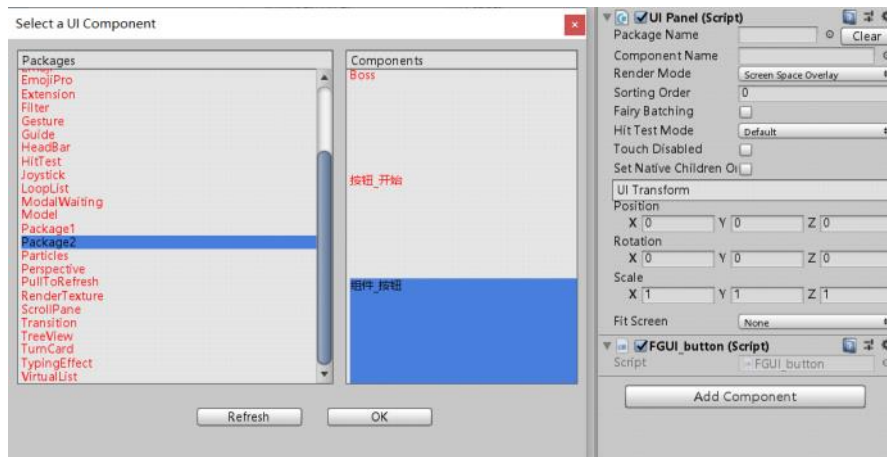 Select a UI Component
Packages
EmojiPro
Extension
Filter
Gesture
Guide
HeadBar
HitTest
Joystick
LoopList
ModalWaiting
Model
Package1
Package2
Particles
Perspective
PullToRefresh
RenderTexture
ScrollPane
Transition
TreeView
TurnCard
TypingEffect
VirtualList
Components
Boss
按钮_开始
组件_按钮
Refresh
OK
UI Panel (Script)
Package Name
Clear
Component Name
Render Mode Screen Space Overlay
Sorting Order 0
Fairy Batching
Hit Test Mode Default
Touch Disabled
Set Native Children
UI Transform
Position
X 0 Y 0 Z 0
Rotation
X 0 Y 0 Z 0
Scale
X 1 Y 1 Z 1
Fit Screen None
FGUI_button (Script)
Script FGUI_button
Add Component